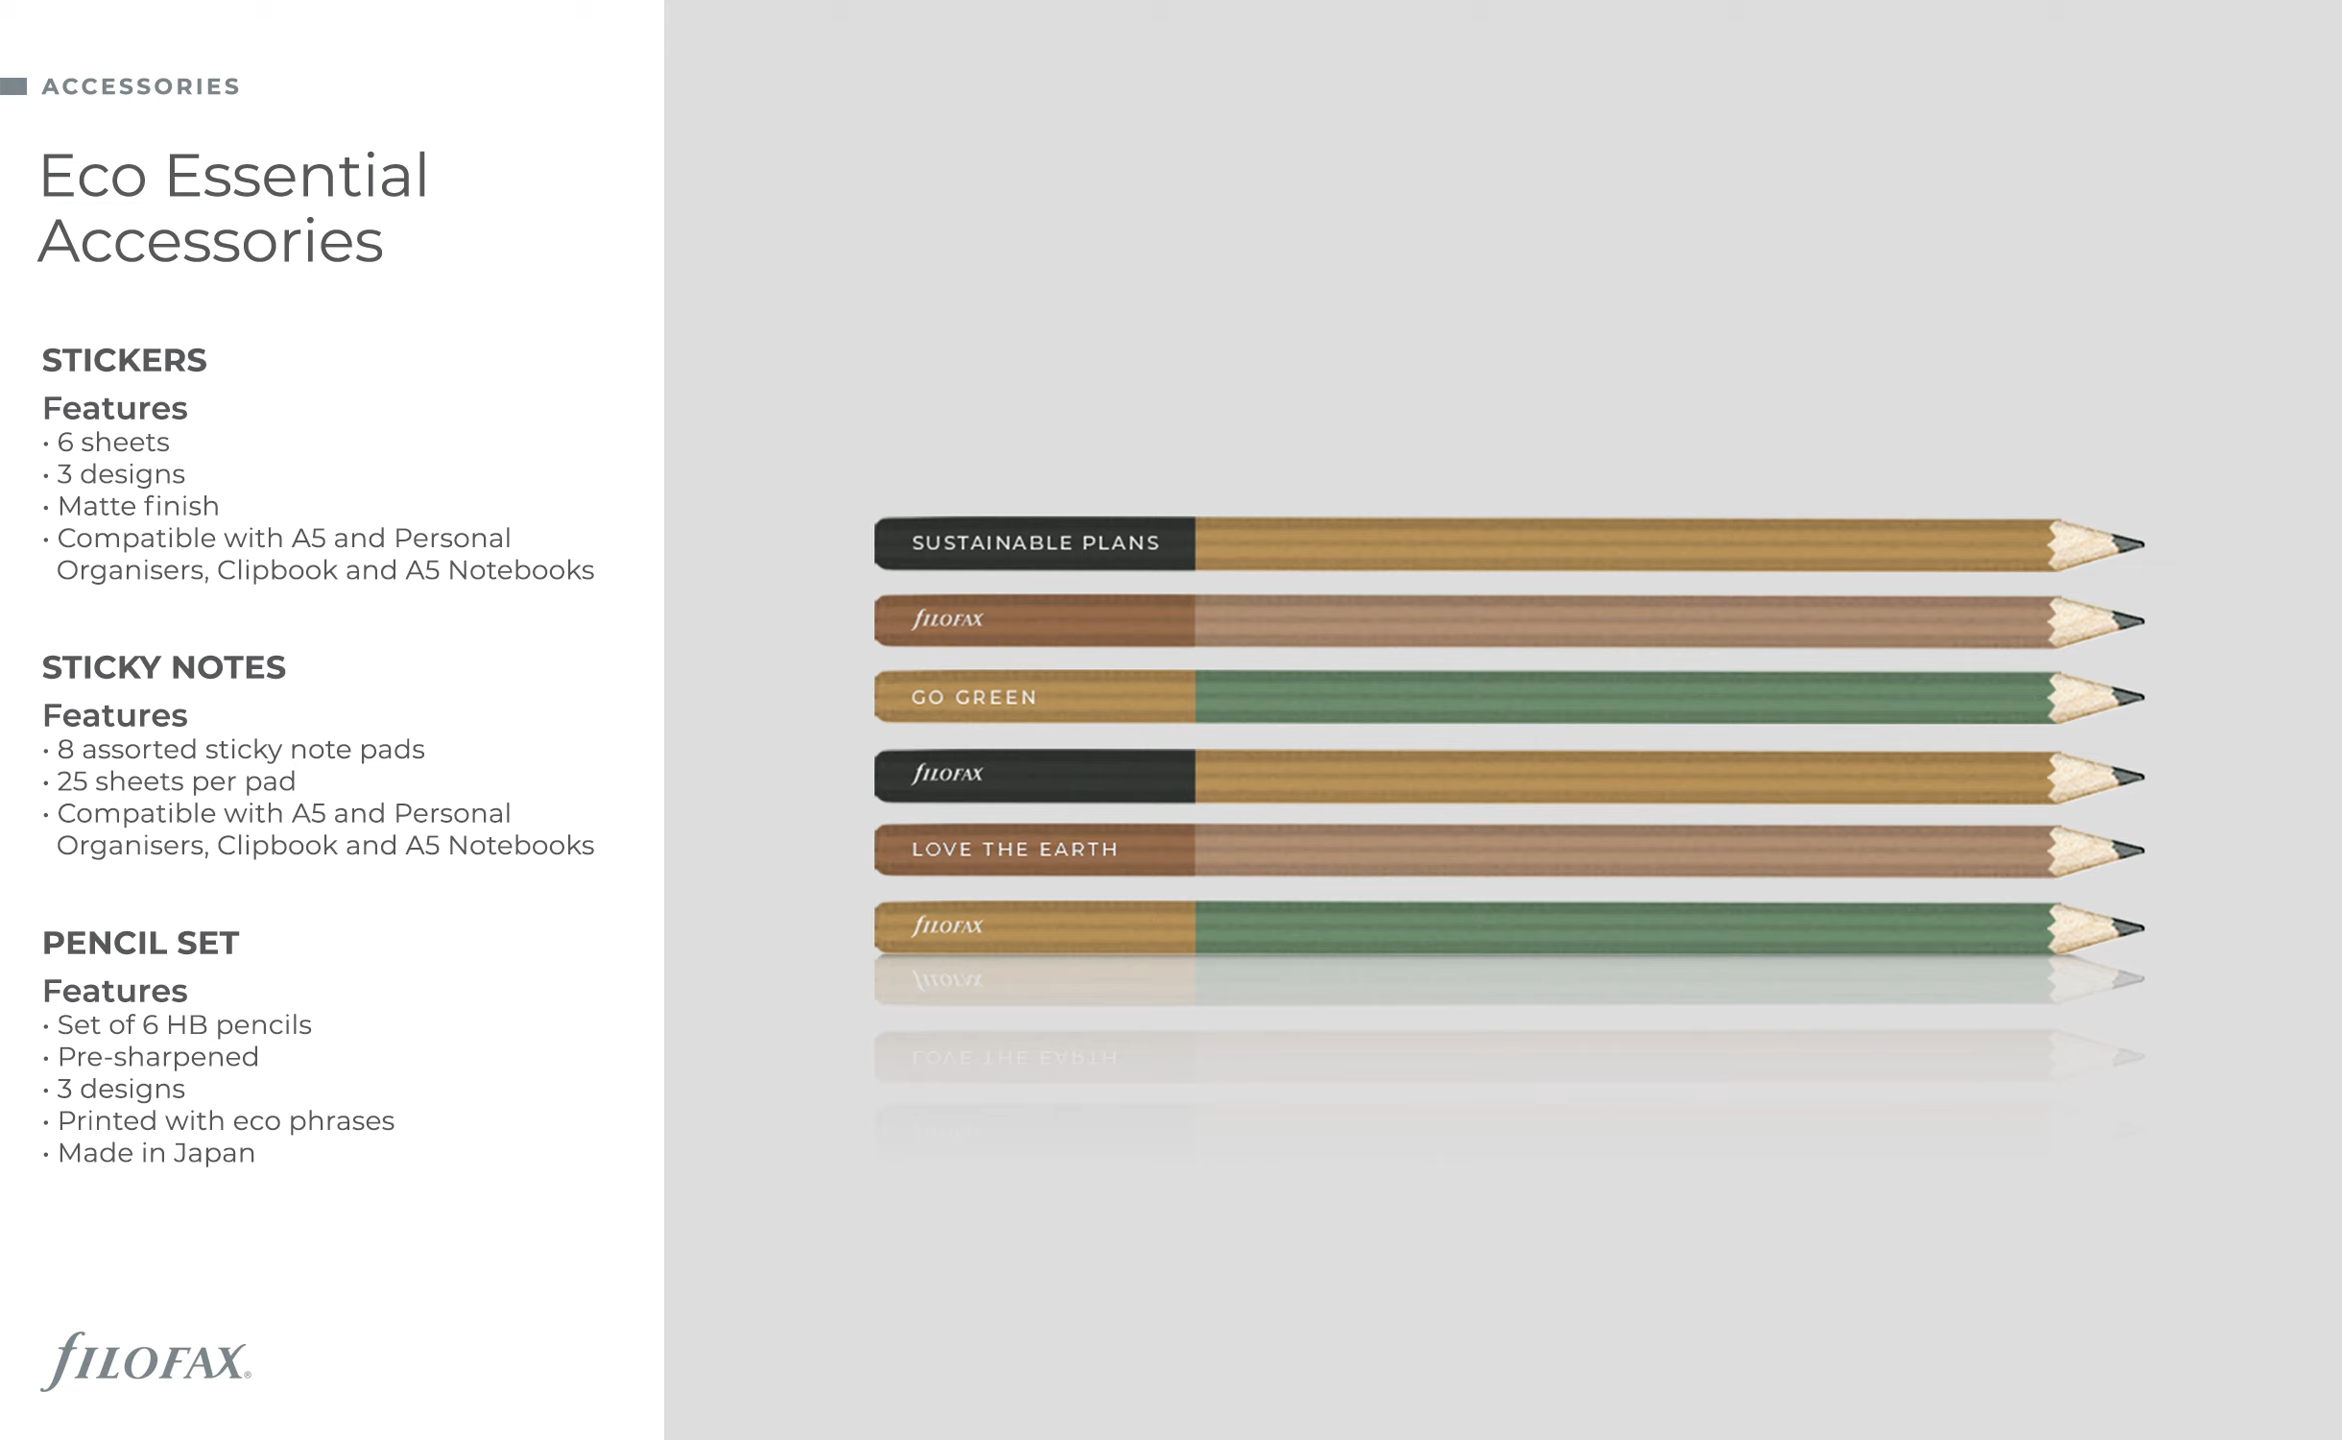 ACCESSORIES
Eco Essential
Accessories
STICKERS
Features
• 6 sheets
• 3 designs
• Matte finish
• Compatible with A5 and Personal
Organisers, Clipbook and A5 Notebooks
STICKY NOTES
Features
• 8 assorted sticky note pads
• 25 sheets per pad
• Compatible with A5 and Personal
Organisers, Clipbook and A5 Notebooks
PENCIL SET
Features
• Set of 6 HB pencils
• Pre-sharpened
• 3 designs
• Printed with eco phrases
• Made in Japan
fILOFAX®
SUSTAINABLE PLANS
fILOFAX
GO GREEN
fILOFAX
LOVE THE EARTH
fILOFAX